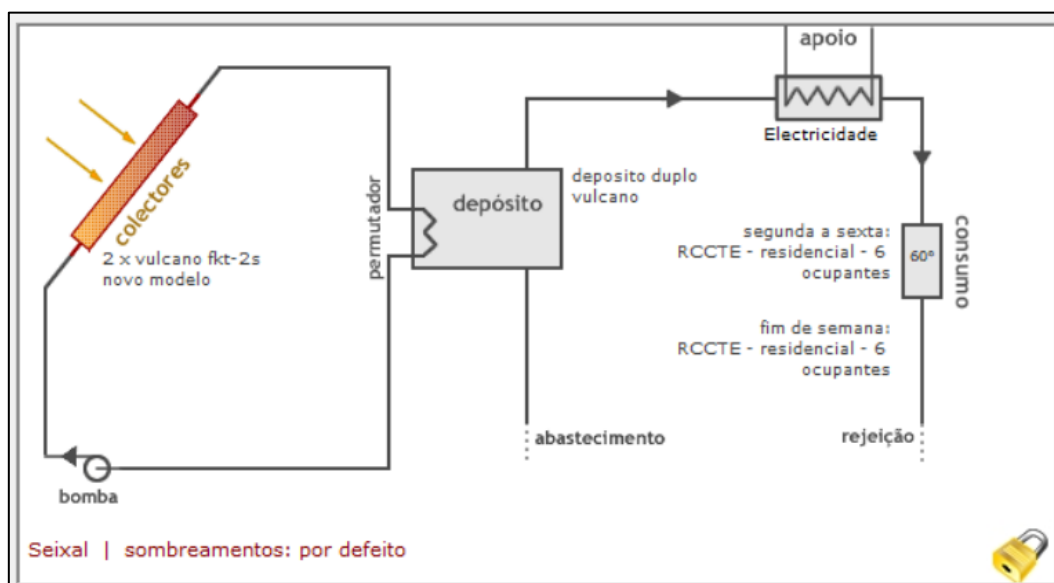 apoio
Electricidade
colectores
2 x vulcano fkt-2s
novo modelo
permutador
depósito
deposito duplo
vulcano
segunda a sexta:
RCCTE - residencial - 6
ocupantes
60°
consumo
fim de semana:
RCCTE - residencial - 6
ocupantes
abastecimento
rejeição
bomba
Seixal | sombreamentos: por defeito